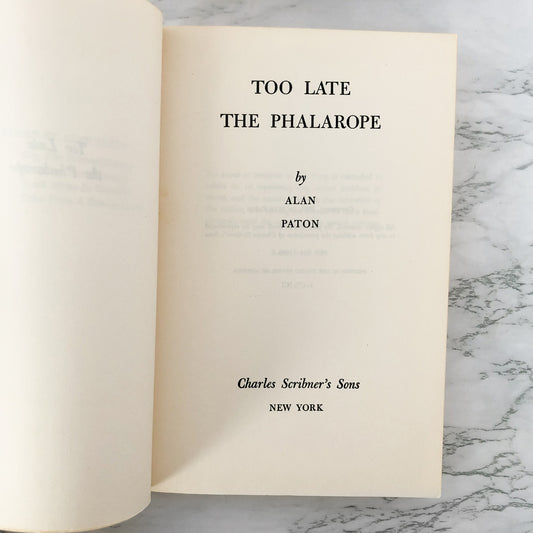 TOO LATE
THE PHALAROPE
by
ALAN
PATON
Charles Scribner's Sons
NEW YORK